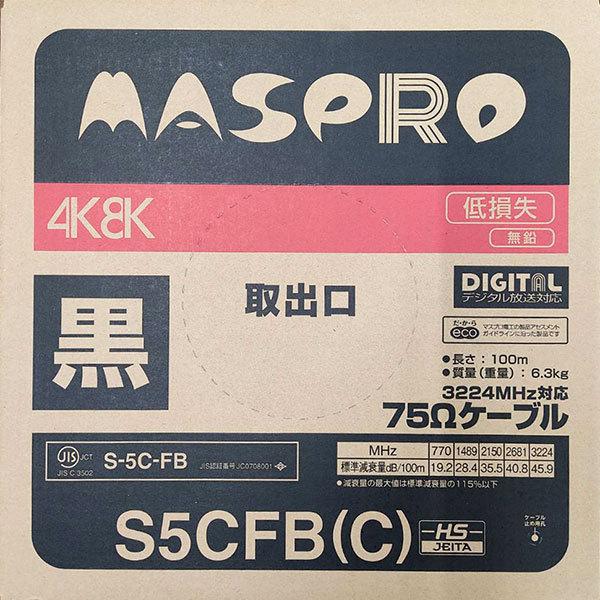 MASPRO
4K8K
低損失
無鉛
黒
取出口
DIGITAL
デジタル放送対応
だ・か・ら
eco
マスプロ電工の製品アセスメント
ガイドラインに沿った製品です
●長さ：100m
●質量（重量）：6.3kg
3224MHz対応
75Ωケーブル
JIS JCT
JIS C 3502
S-5C-FB
JIS認証番号 JC0708001
MHz 770 1489 2150 2681 3224
標準減衰量dB/100m 19.2 28.4 35.5 40.8 45.9
●減衰量の最大値は標準減衰量の115%以下
S5CFB(C)
HS
JEITA
ケーブル
止め用孔